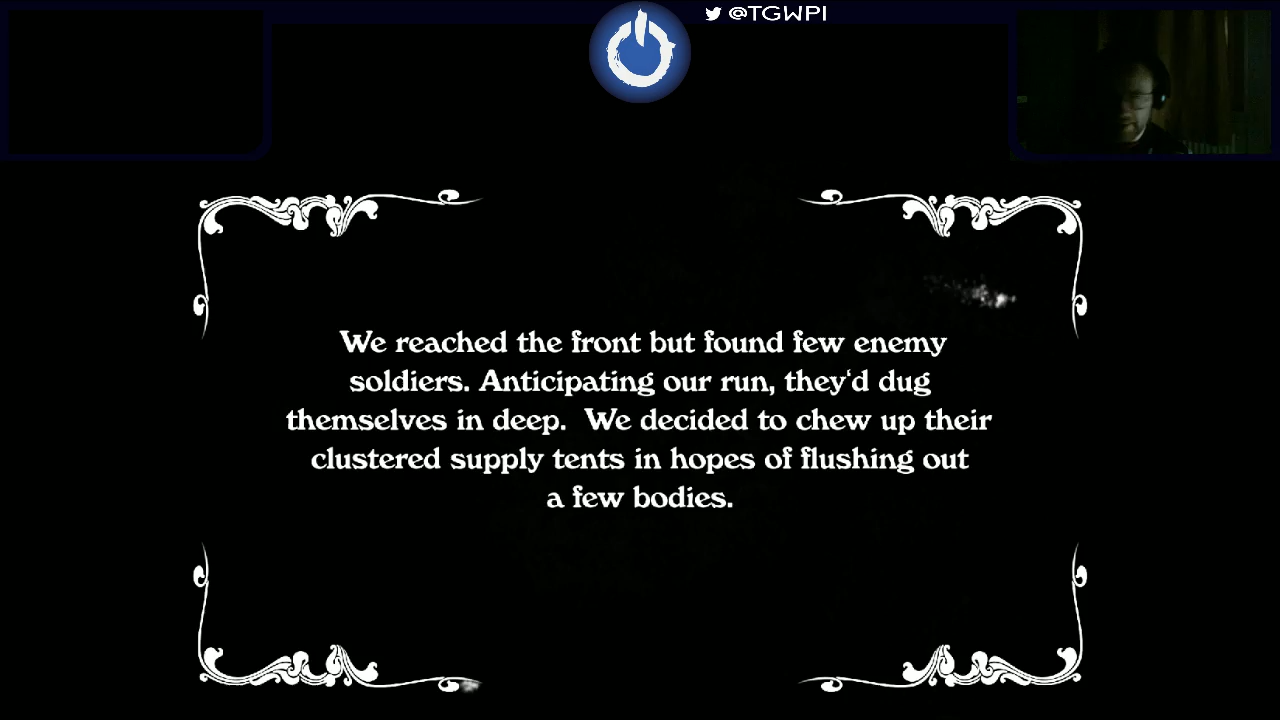 @TGWPI
We reached the front but found few enemy
soldiers. Anticipating our run, they‘d dug
themselves in deep.  We decided to chew up their
clustered supply tents in hopes of flushing out
a few bodies.